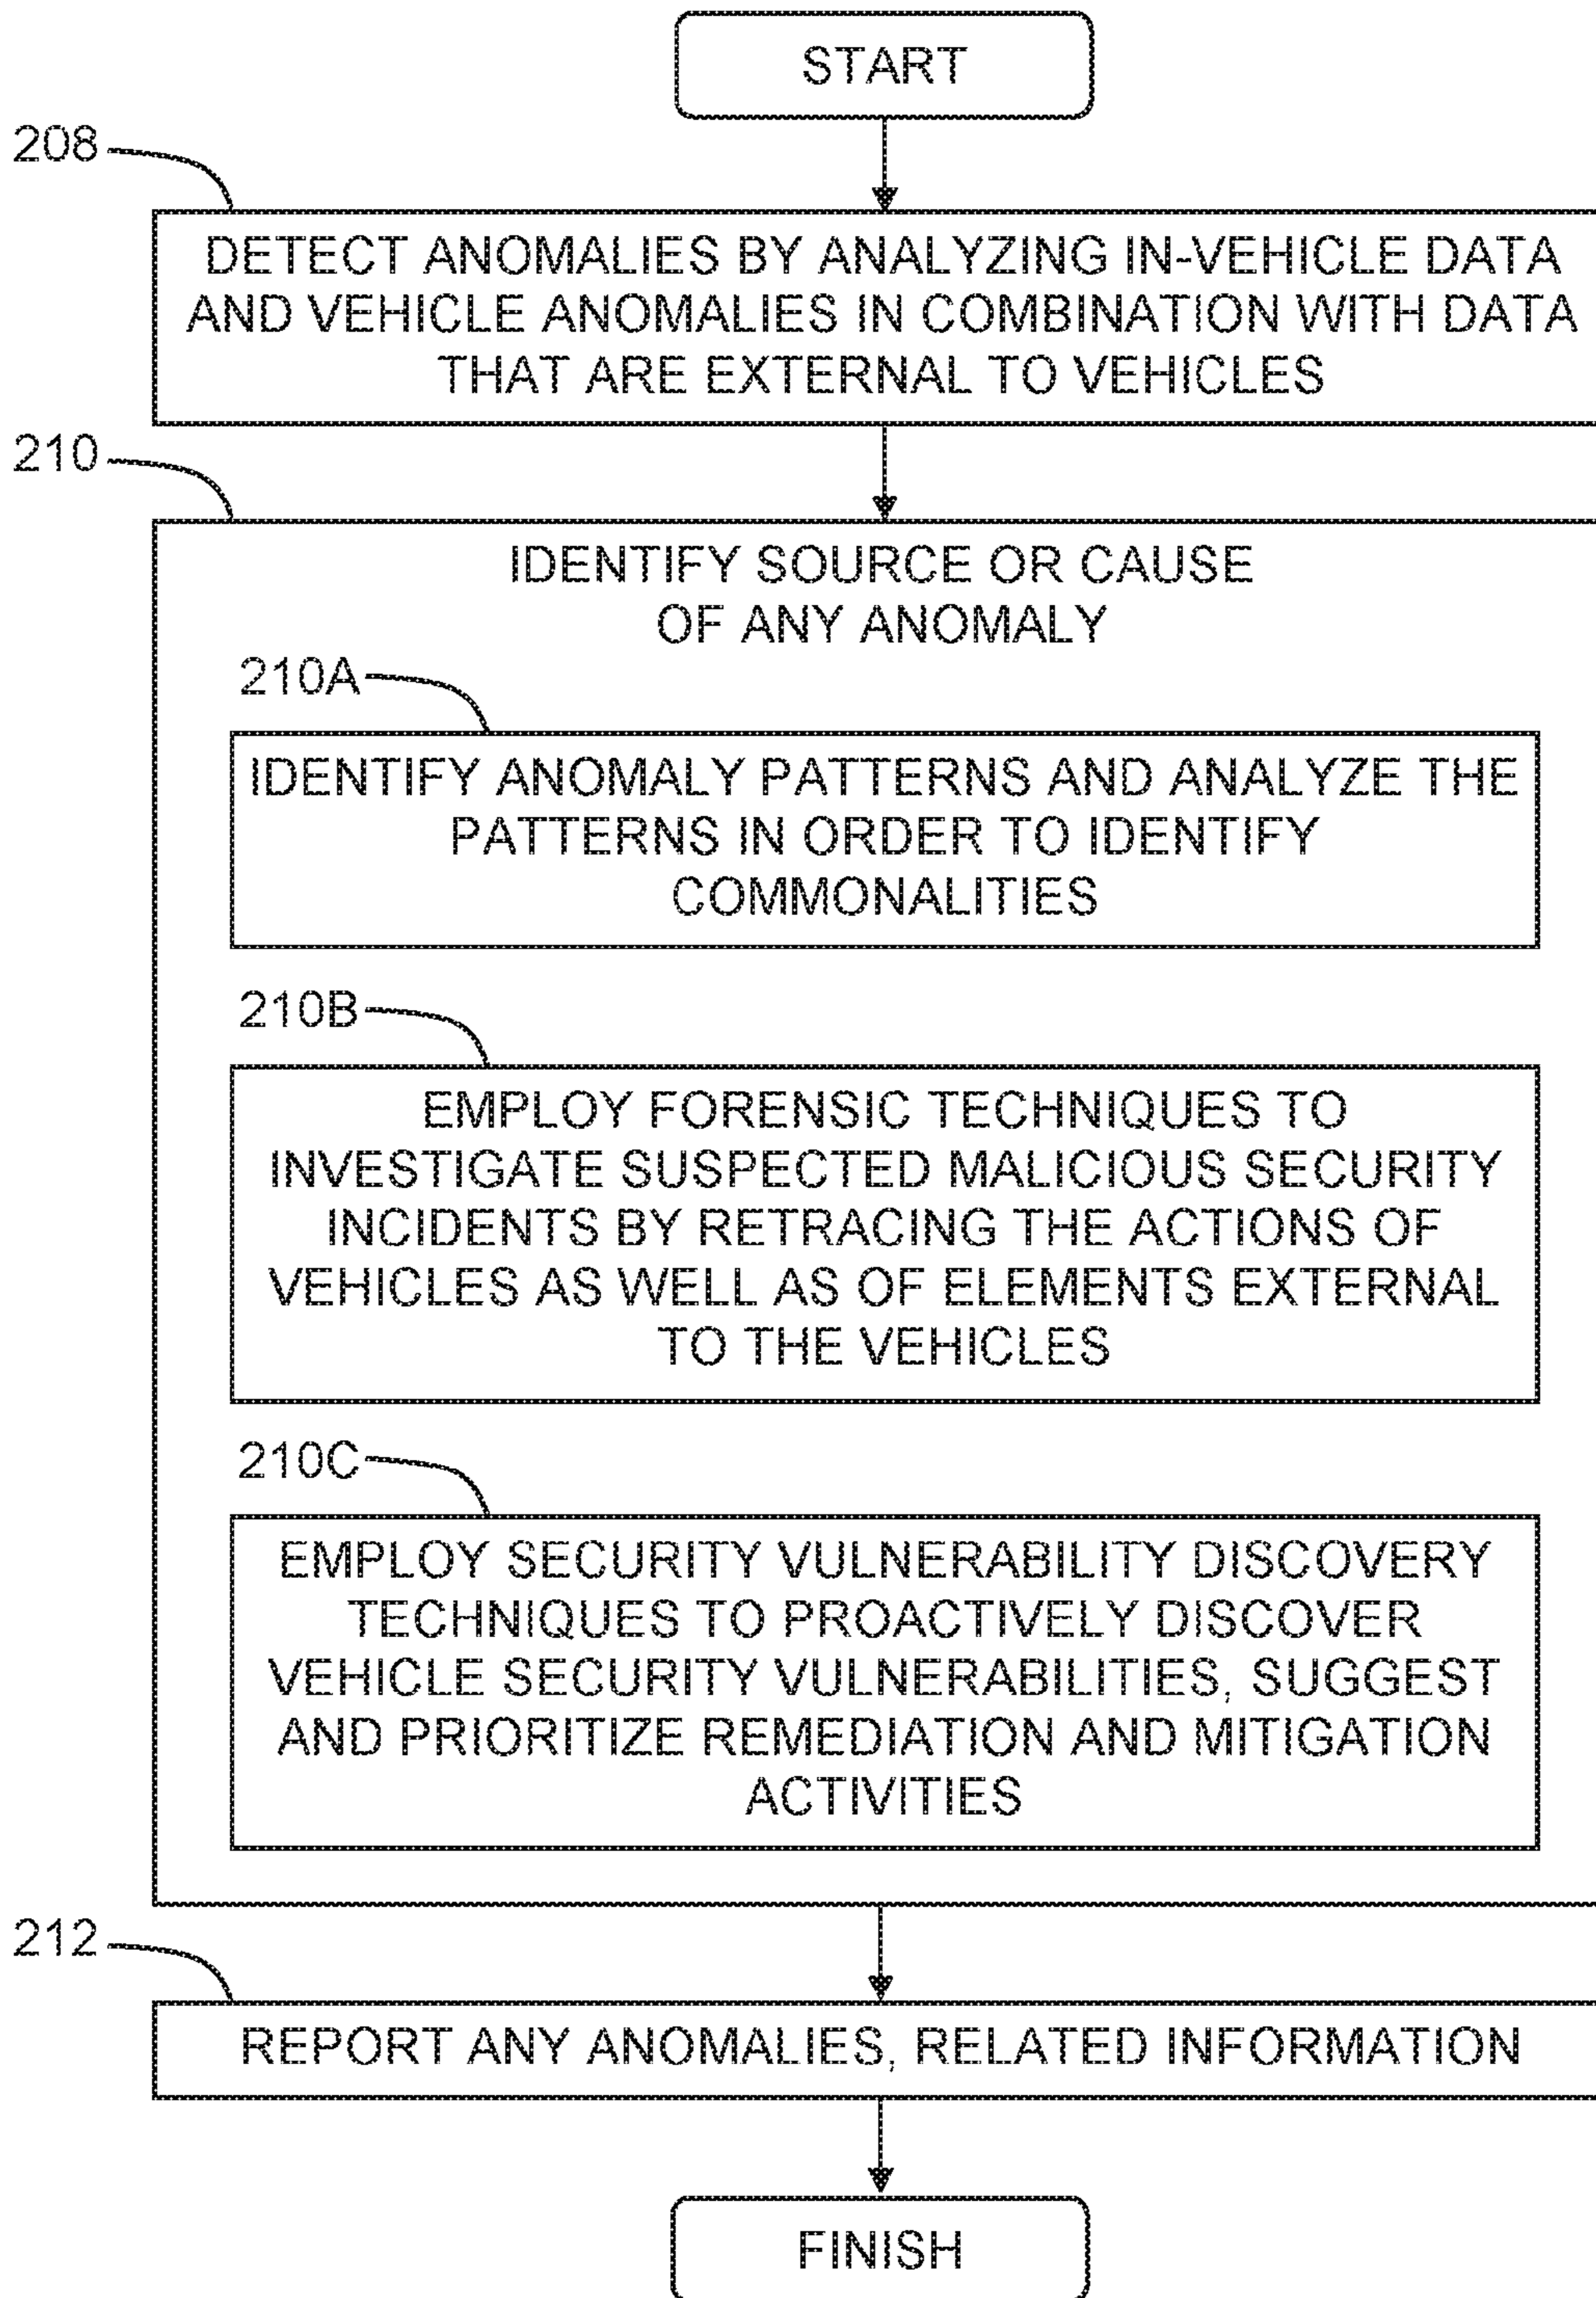 START
208
DETECT ANOMALIES BY ANALYZING IN-VEHICLE DATA
AND VEHICLE ANOMALIES IN COMBINATION WITH DATA
THAT ARE EXTERNAL TO VEHICLES
210
IDENTIFY SOURCE OR CAUSE
OF ANY ANOMALY
210A
IDENTIFY ANOMALY PATTERNS AND ANALYZE THE
PATTERNS IN ORDER TO IDENTIFY
COMMONALITIES
210B
EMPLOY FORENSIC TECHNIQUES TO
INVESTIGATE SUSPECTED MALICIOUS SECURITY
INCIDENTS BY RETRACING THE ACTIONS OF
VEHICLES AS WELL AS OF ELEMENTS EXTERNAL
TO THE VEHICLES
210C
EMPLOY SECURITY VULNERABILITY DISCOVERY
TECHNIQUES TO PROACTIVELY DISCOVER
VEHICLE SECURITY VULNERABILITIES, SUGGEST
AND PRIORITIZE REMEDIATION AND MITIGATION
ACTIVITIES
212
REPORT ANY ANOMALIES, RELATED INFORMATION
FINISH